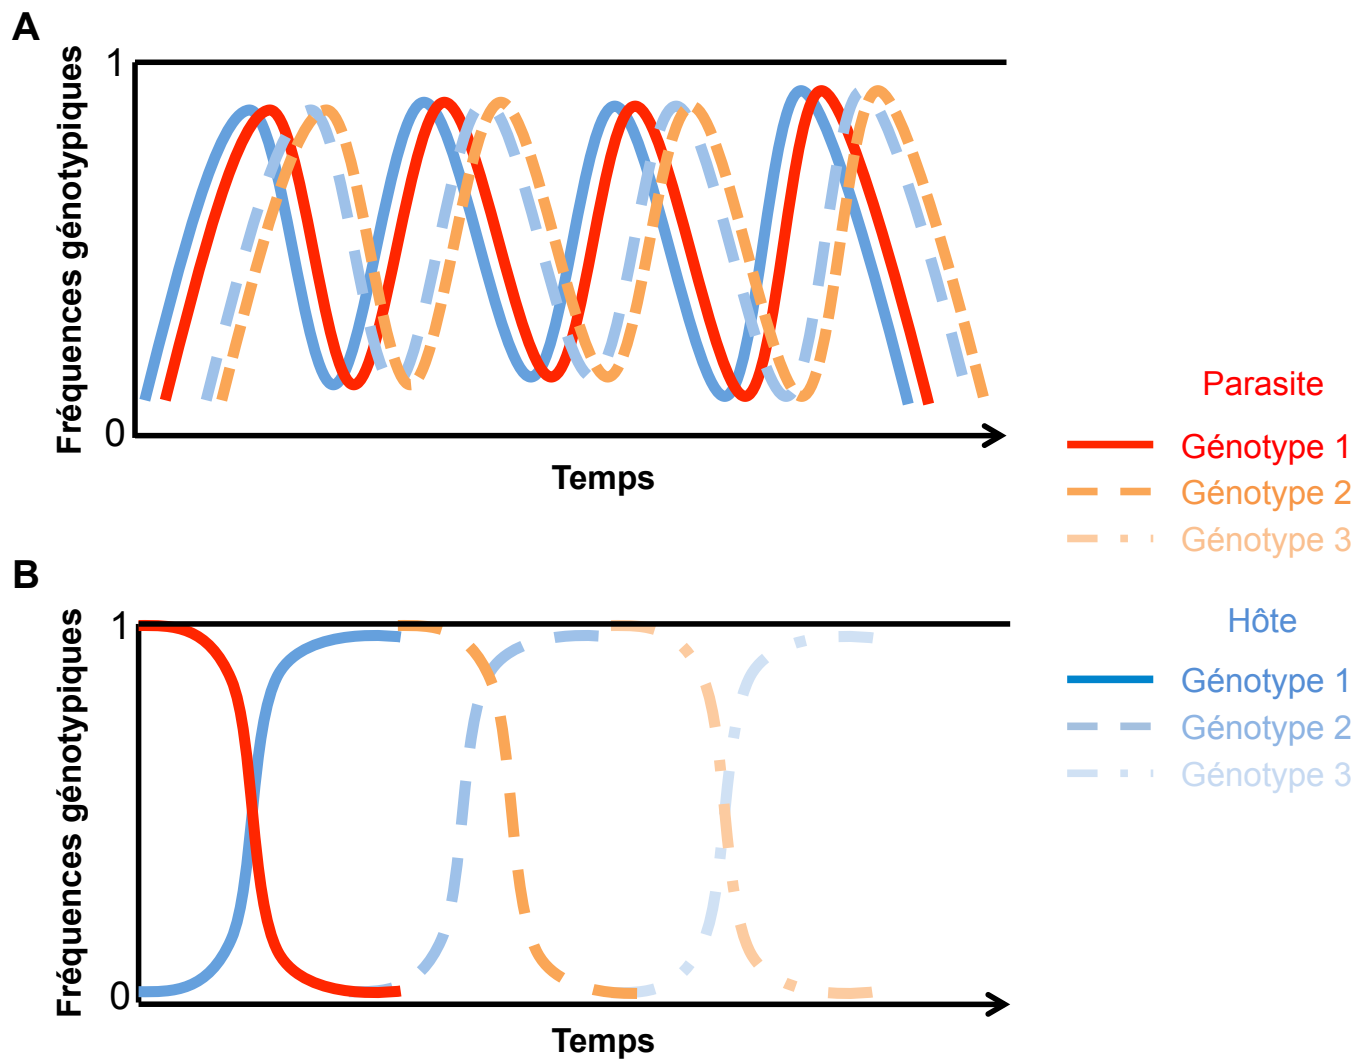 A
Fréquences génotypiques
1
0
Temps
Parasite
Génotype 1
Génotype 2
Génotype 3
B
Fréquences génotypiques
1
0
Temps
Hôte
Génotype 1
Génotype 2
Génotype 3